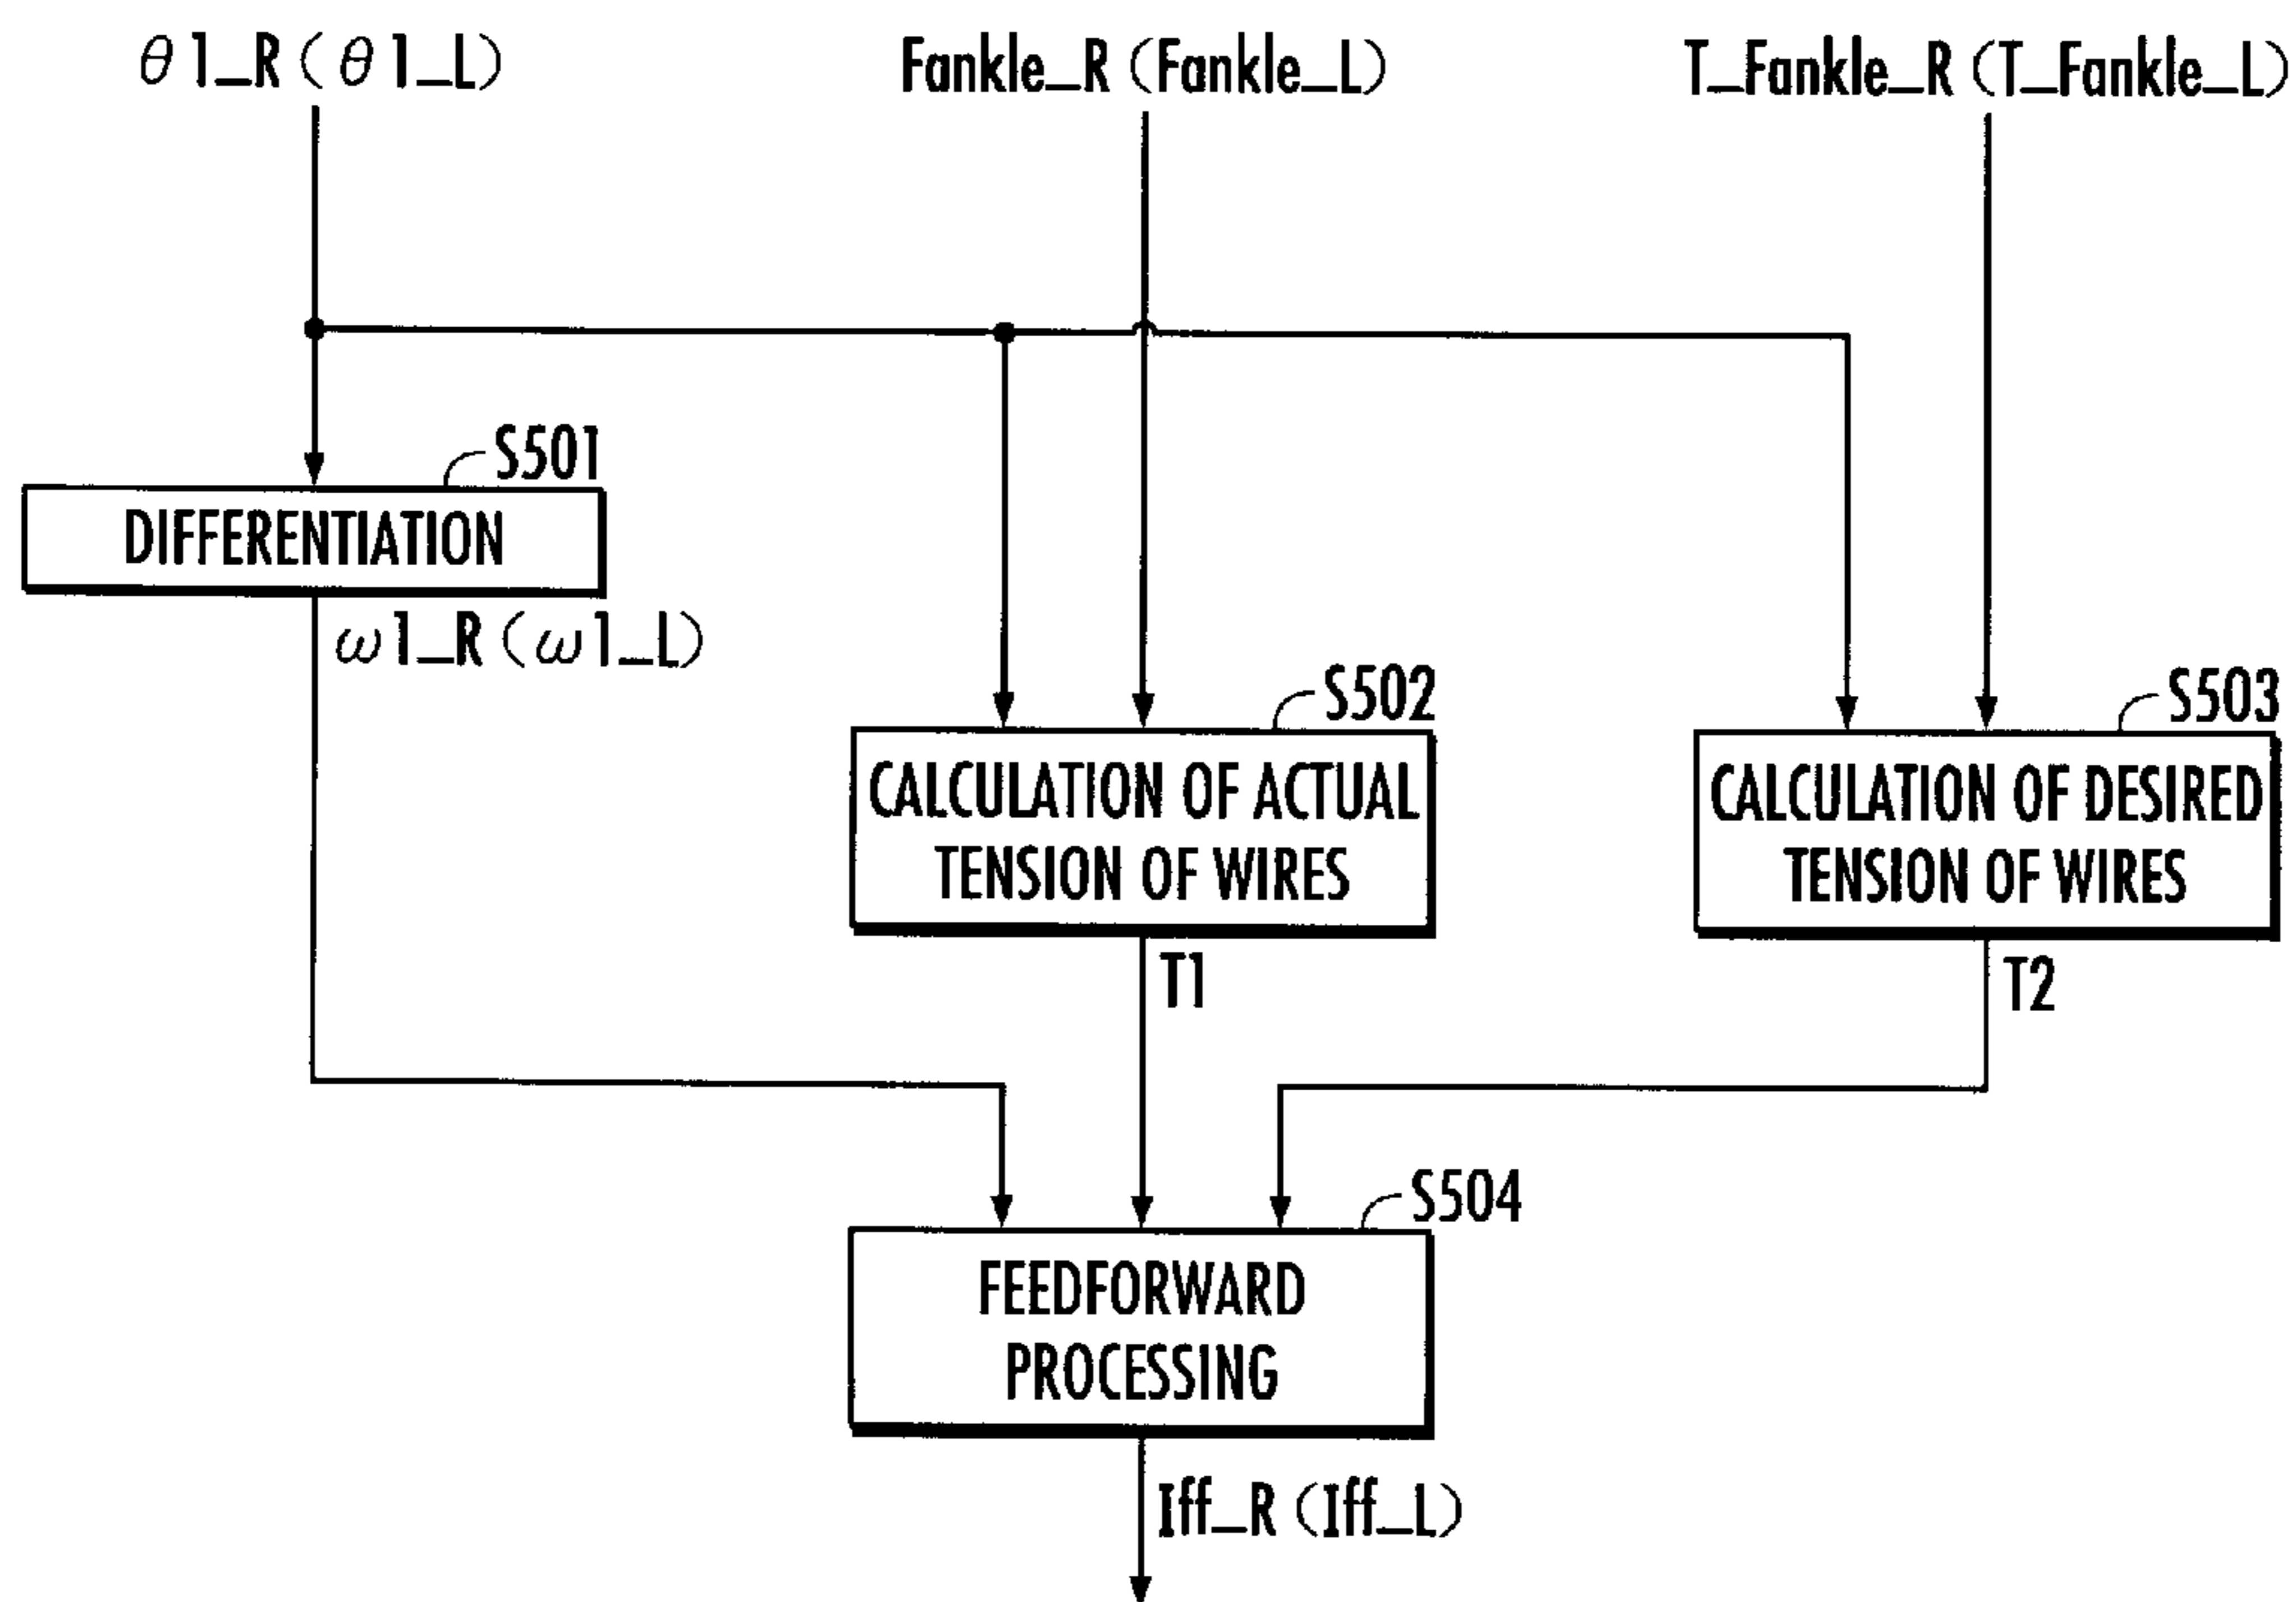 θ1_R (θ1_L)
Fankle_R (Fankle_L)
T_Fankle_R (T_Fankle_L)
S501
DIFFERENTIATION
ω1_R (ω1_L)
S502
CALCULATION OF ACTUAL
TENSION OF WIRES
S503
CALCULATION OF DESIRED
TENSION OF WIRES
T1
T2
S504
FEEDFORWARD
PROCESSING
Iff_R (Iff_L)